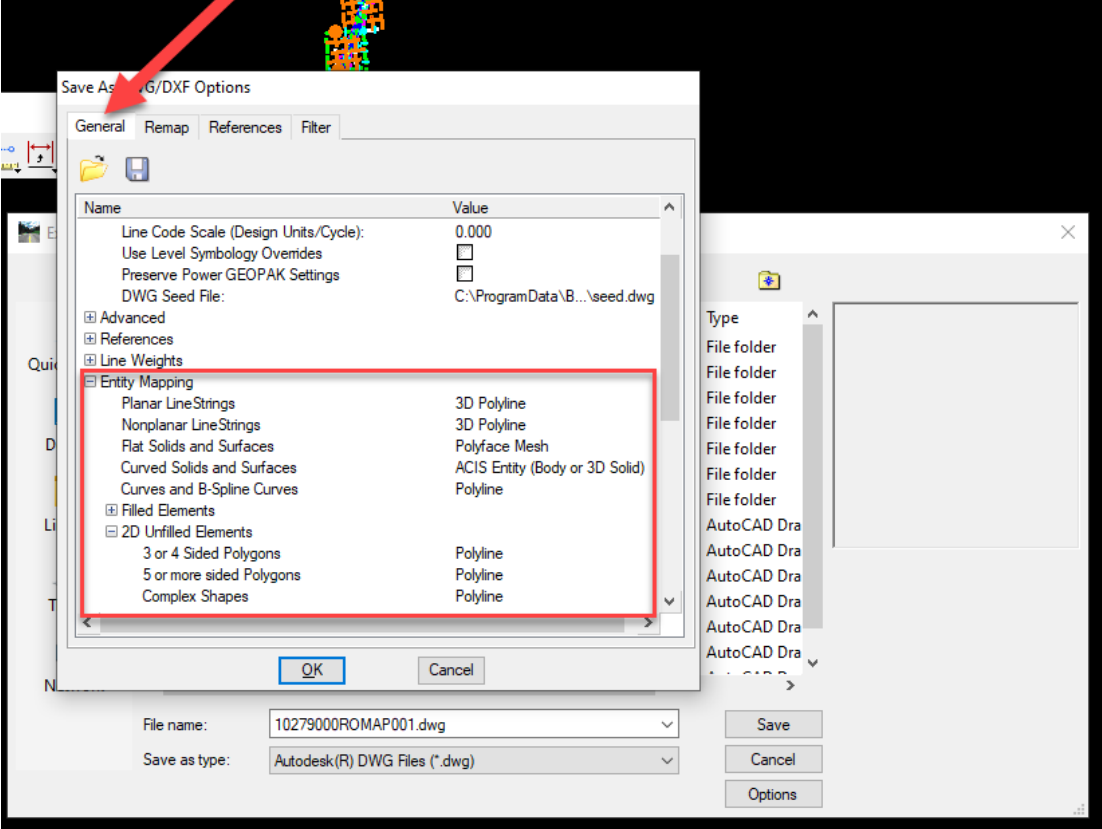 Save As
G/DXF Options
General Remap References Filter
Name Value
Line Code Scale (Design Units/Cycle): 0.000
Use Level Symbology Overrides
Preserve Power GEOPAK Settings
DWG Seed File: C:\ProgramData\B...\seed.dwg
Advanced
References
Line Weights
Entity Mapping
Planar LineStrings 3D Polyline
Nonplanar LineStrings 3D Polyline
Flat Solids and Surfaces Polyface Mesh
Curved Solids and Surfaces ACIS Entity (Body or 3D Solid)
Curves and B-Spline Curves Polyline
Filled Elements
2D Unfilled Elements
3 or 4 Sided Polygons Polyline
5 or more sided Polygons Polyline
Complex Shapes Polyline
OK Cancel
Type
File folder
File folder
File folder
File folder
File folder
File folder
File folder
AutoCAD Dra
AutoCAD Dra
AutoCAD Dra
AutoCAD Dra
AutoCAD Dra
AutoCAD Dra
File name: 10279000ROMAP001.dwg Save
Save as type: Autodesk(R) DWG Files (*.dwg) Cancel
Options